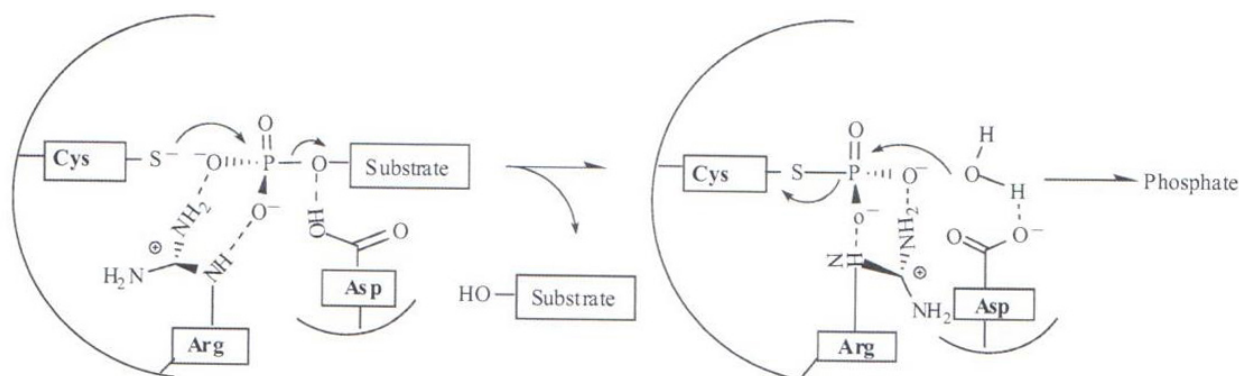 O
Cys S⁻ ⁻O P O Substrate
O⁻
NH₂
HO O
⊕
H₂N NH
Asp
Arg
HO Substrate
O H
Cys S P O⁻ O H Phosphate
o⁻ NH₂ O O⁻
NH
⊕
NH₂ Asp
Arg